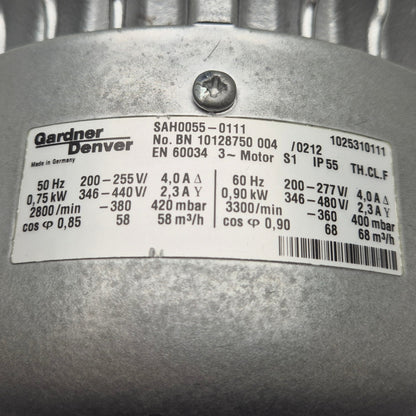 Gardner
Denver
Made in Germany
SAH0055-0111
No. BN 10128750 004 /0212 1025310111
EN 60034 3~ Motor S1 IP 55 TH.CL.F
50 Hz 200-255 V/ 4,0 A Δ 60 Hz 200-277 V/ 4,0 A Δ
0,75 kW 346-440 V/ 2,3 A Y 0,90 kW 346-480 V/ 2,3 A Y
2800/min -380 420 mbar 3300/min -360 400 mbar
cos φ 0,85 58 58 m³/h cos φ 0,90 68 68 m³/h